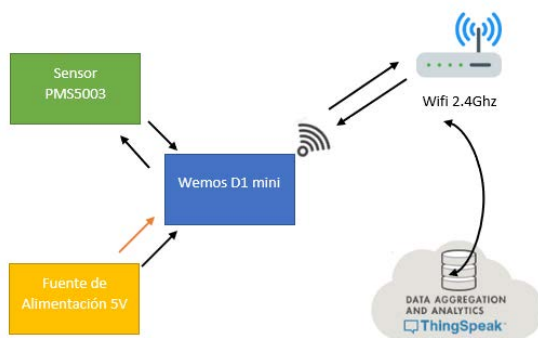 Sensor
PMS5003
Wifi 2.4Ghz
Wemos D1 mini
Fuente de
Alimentación 5V
DATA AGGREGATION
AND ANALYTICS
ThingSpeak